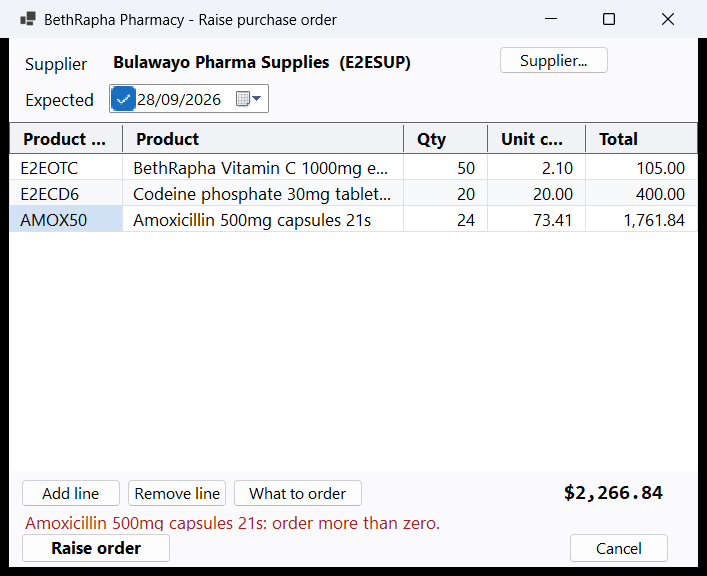 BethRapha Pharmacy - Raise purchase order
Supplier Bulawayo Pharma Supplies (E2ESUP) Supplier...
Expected 28/09/2026
Product ... Product Qty Unit c... Total
E2EOTC BethRapha Vitamin C 1000mg e... 50 2.10 105.00
E2ECD6 Codeine phosphate 30mg tablet... 20 20.00 400.00
AMOX50 Amoxicillin 500mg capsules 21s 24 73.41 1,761.84
Add line Remove line What to order $2,266.84
Amoxicillin 500mg capsules 21s: order more than zero.
Raise order Cancel